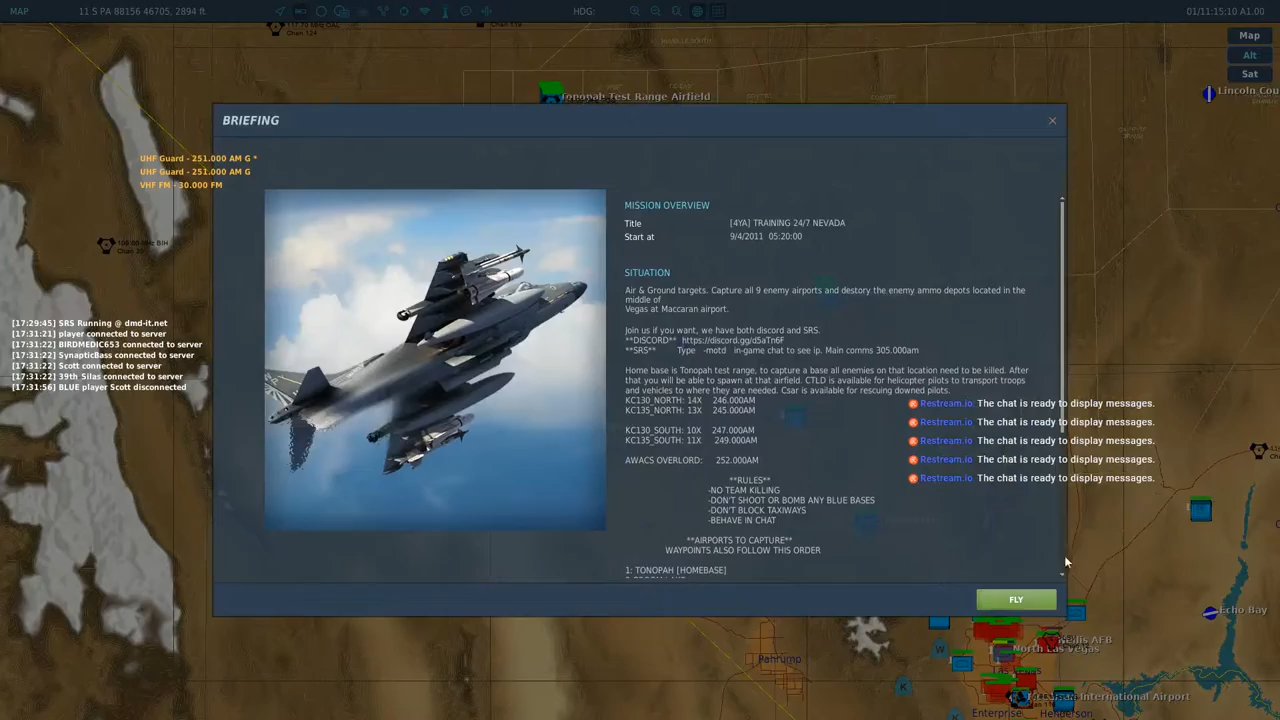 MAP
11 S PA 88156 46705, 2894 ft
HDG:
01/11:15:10 A1.00
Chan 124
Map
Alt
Sat
Tonopah Test Range Airfield
Lincoln Cou
BRIEFING
UHF Guard - 251.000 AM G *
UHF Guard - 251.000 AM G
VHF FM - 30.000 FM
MISSION OVERVIEW
Title [4YA] TRAINING 24/7 NEVADA
Start at 9/4/2011 05:20:00
SITUATION
Air & Ground targets. Capture all 9 enemy airports and destory the enemy ammo depots located in the
middle of
Vegas at Maccaran airport.
Join us if you want, we have both discord and SRS.
**DISCORD** https://discord.gg/d5aTn6F
**SRS** Type -motd in-game chat to see ip. Main comms 305.000am
Home base is Tonopah test range, to capture a base all enemies on that location need to be killed. After
that you will be able to spawn at that airfield. CTLD is available for helicopter pilots to transport troops
and vehicles to where they are needed. Csar is available for rescuing downed pilots.
KC130_NORTH: 14X 246.000AM
KC135_NORTH: 13X 245.000AM
KC130_SOUTH: 10X 247.000AM
KC135_SOUTH: 11X 249.000AM
AWACS OVERLORD: 252.000AM
**RULES**
-NO TEAM KILLING
-DON'T SHOOT OR BOMB ANY BLUE BASES
-DON'T BLOCK TAXIWAYS
-BEHAVE IN CHAT
**AIRPORTS TO CAPTURE**
WAYPOINTS ALSO FOLLOW THIS ORDER
1: TONOPAH [HOMEBASE]
[17:29:45] SRS Running @ dmd-it.net
[17:31:21] player connected to server
[17:31:22] BIRDMEDIC653 connected to server
[17:31:22] SynapticBass connected to server
[17:31:22] Scott connected to server
[17:31:22] 39th Silas connected to server
[17:31:56] BLUE player Scott disconnected
Restream.io The chat is ready to display messages.
Restream.io The chat is ready to display messages.
Restream.io The chat is ready to display messages.
Restream.io The chat is ready to display messages.
Restream.io The chat is ready to display messages.
FLY
Echo Bay
Nellis AFB
North Las Vegas
Pahrump
W
K
International Airport
Enterprise
Henderson